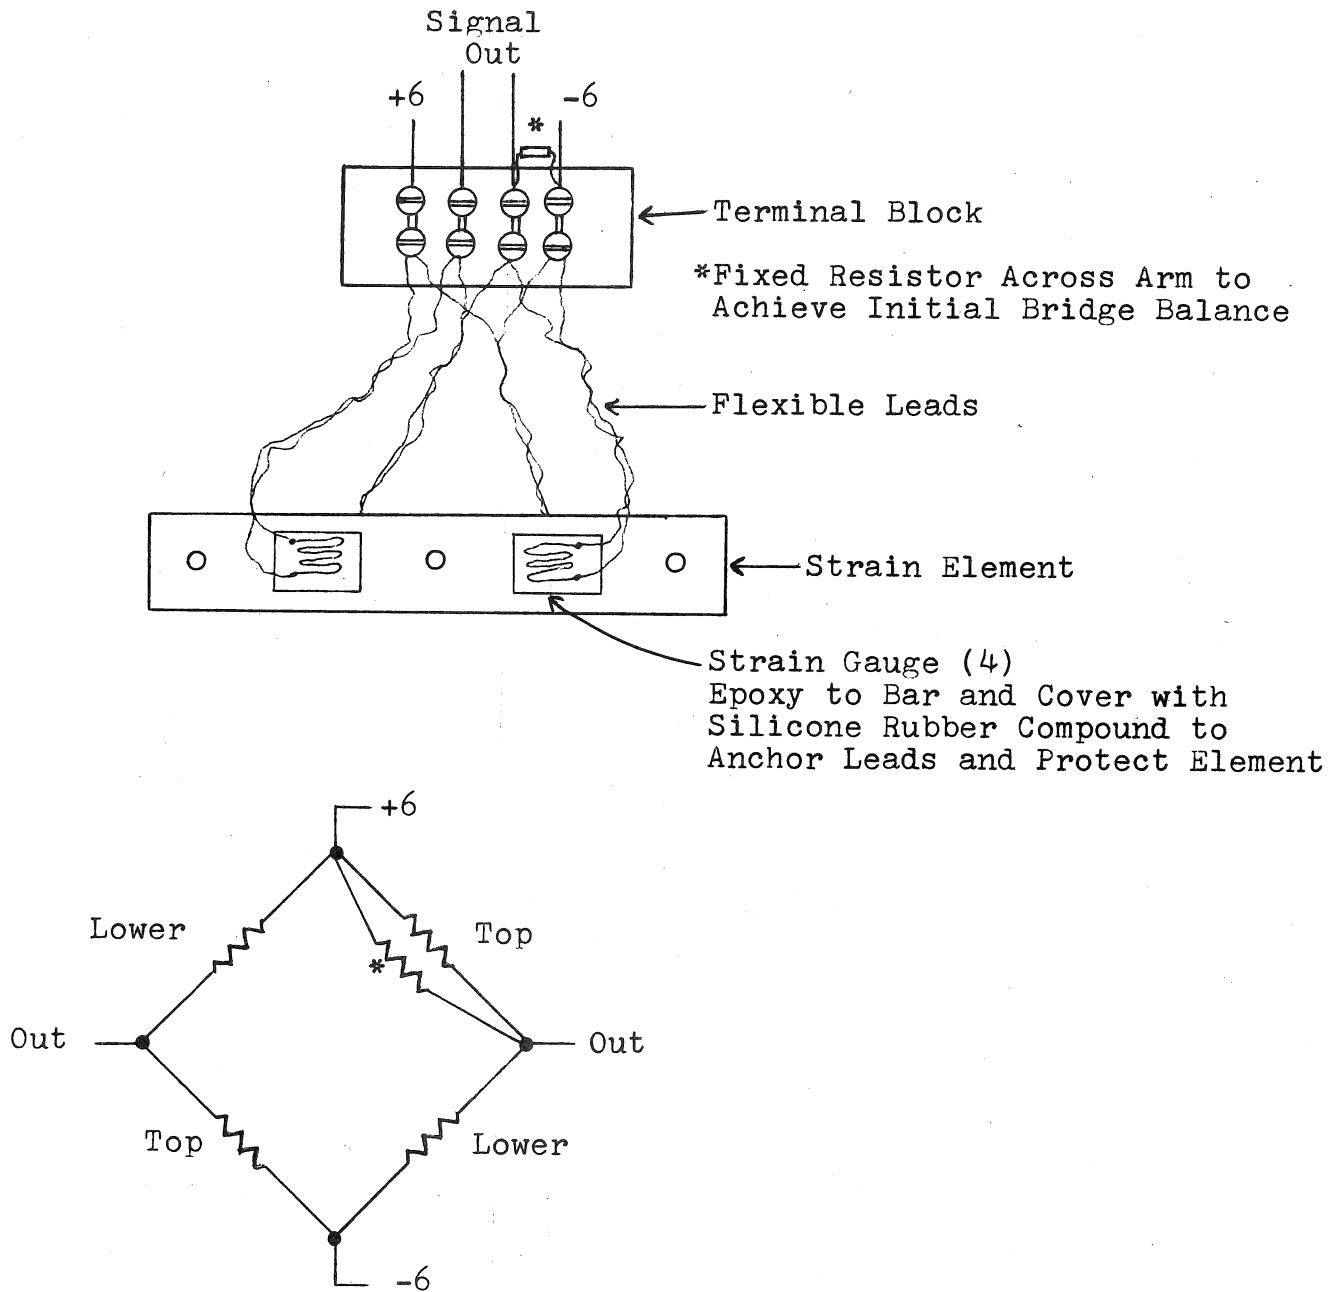 Signal
Out
+6
-6
*
Terminal Block
*Fixed Resistor Across Arm to
Achieve Initial Bridge Balance
Flexible Leads
Strain Element
Strain Gauge (4)
Epoxy to Bar and Cover with
Silicone Rubber Compound to
Anchor Leads and Protect Element
+6
Lower
Top
*
Out
Out
Top
Lower
-6